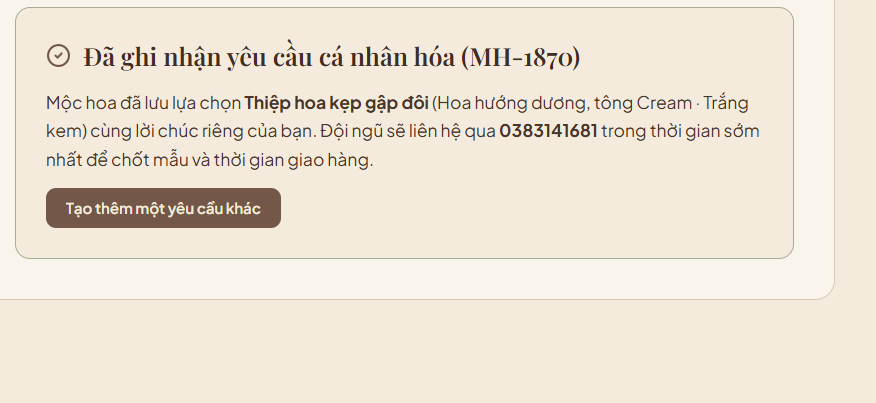 Đã ghi nhận yêu cầu cá nhân hóa (MH-1870)
Mộc hoa đã lưu lựa chọn Thiệp hoa kẹp gập đôi (Hoa hướng dương, tông Cream · Trắng
kem) cùng lời chúc riêng của bạn. Đội ngũ sẽ liên hệ qua 0383141681 trong thời gian sớm
nhất để chốt mẫu và thời gian giao hàng.
Tạo thêm một yêu cầu khác